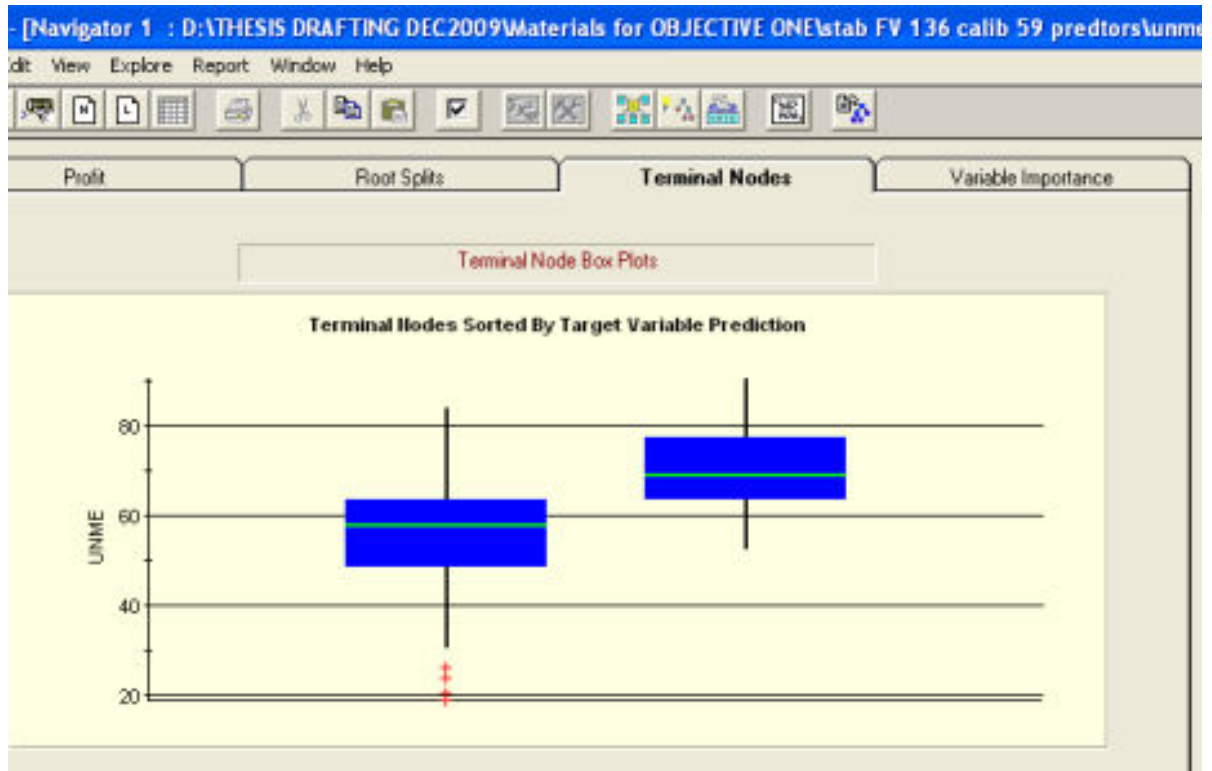 - [Navigator 1 : D:\THESIS DRAFTING DEC2009\Materials for OBJECTIVE ONE\stab FV 136 calib 59 predtors\unme
Edit View Explore Report Window Help
Profit Root Splits Terminal Nodes Variable Importance
Terminal Node Box Plots
Terminal Nodes Sorted By Target Variable Prediction
80
60
40
20
UNME